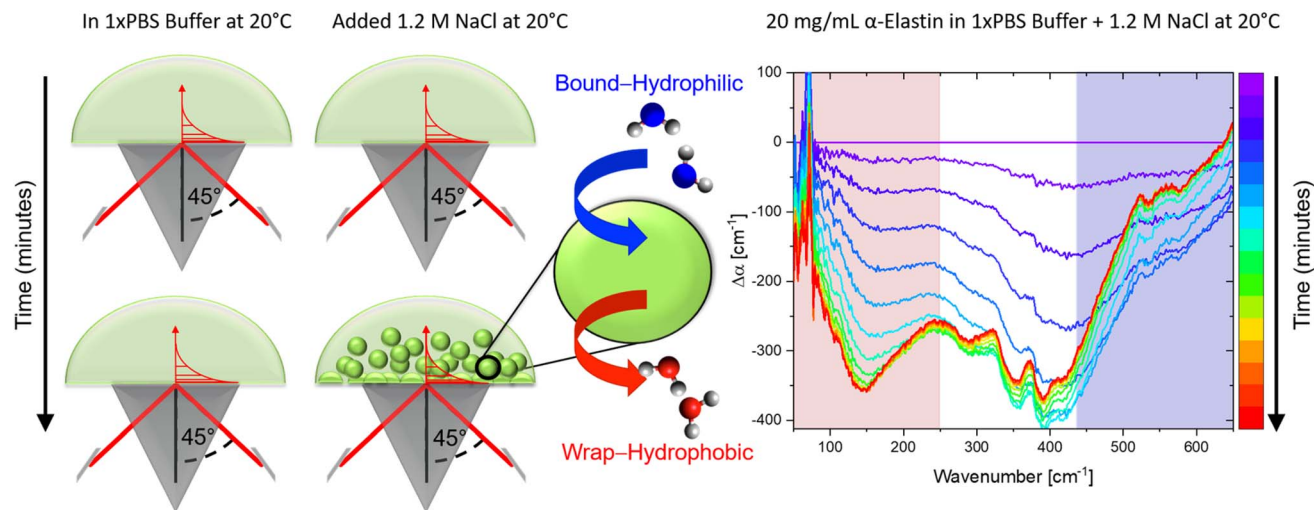 In 1xPBS Buffer at 20°C
Added 1.2 M NaCl at 20°C
20 mg/mL α-Elastin in 1xPBS Buffer + 1.2 M NaCl at 20°C
Time (minutes)
45°
45°
45°
45°
Bound–Hydrophilic
Wrap–Hydrophobic
Δα [cm-1]
100
0
-100
-200
-300
-400
100
200
300
400
500
600
Wavenumber [cm-1]
Time (minutes)